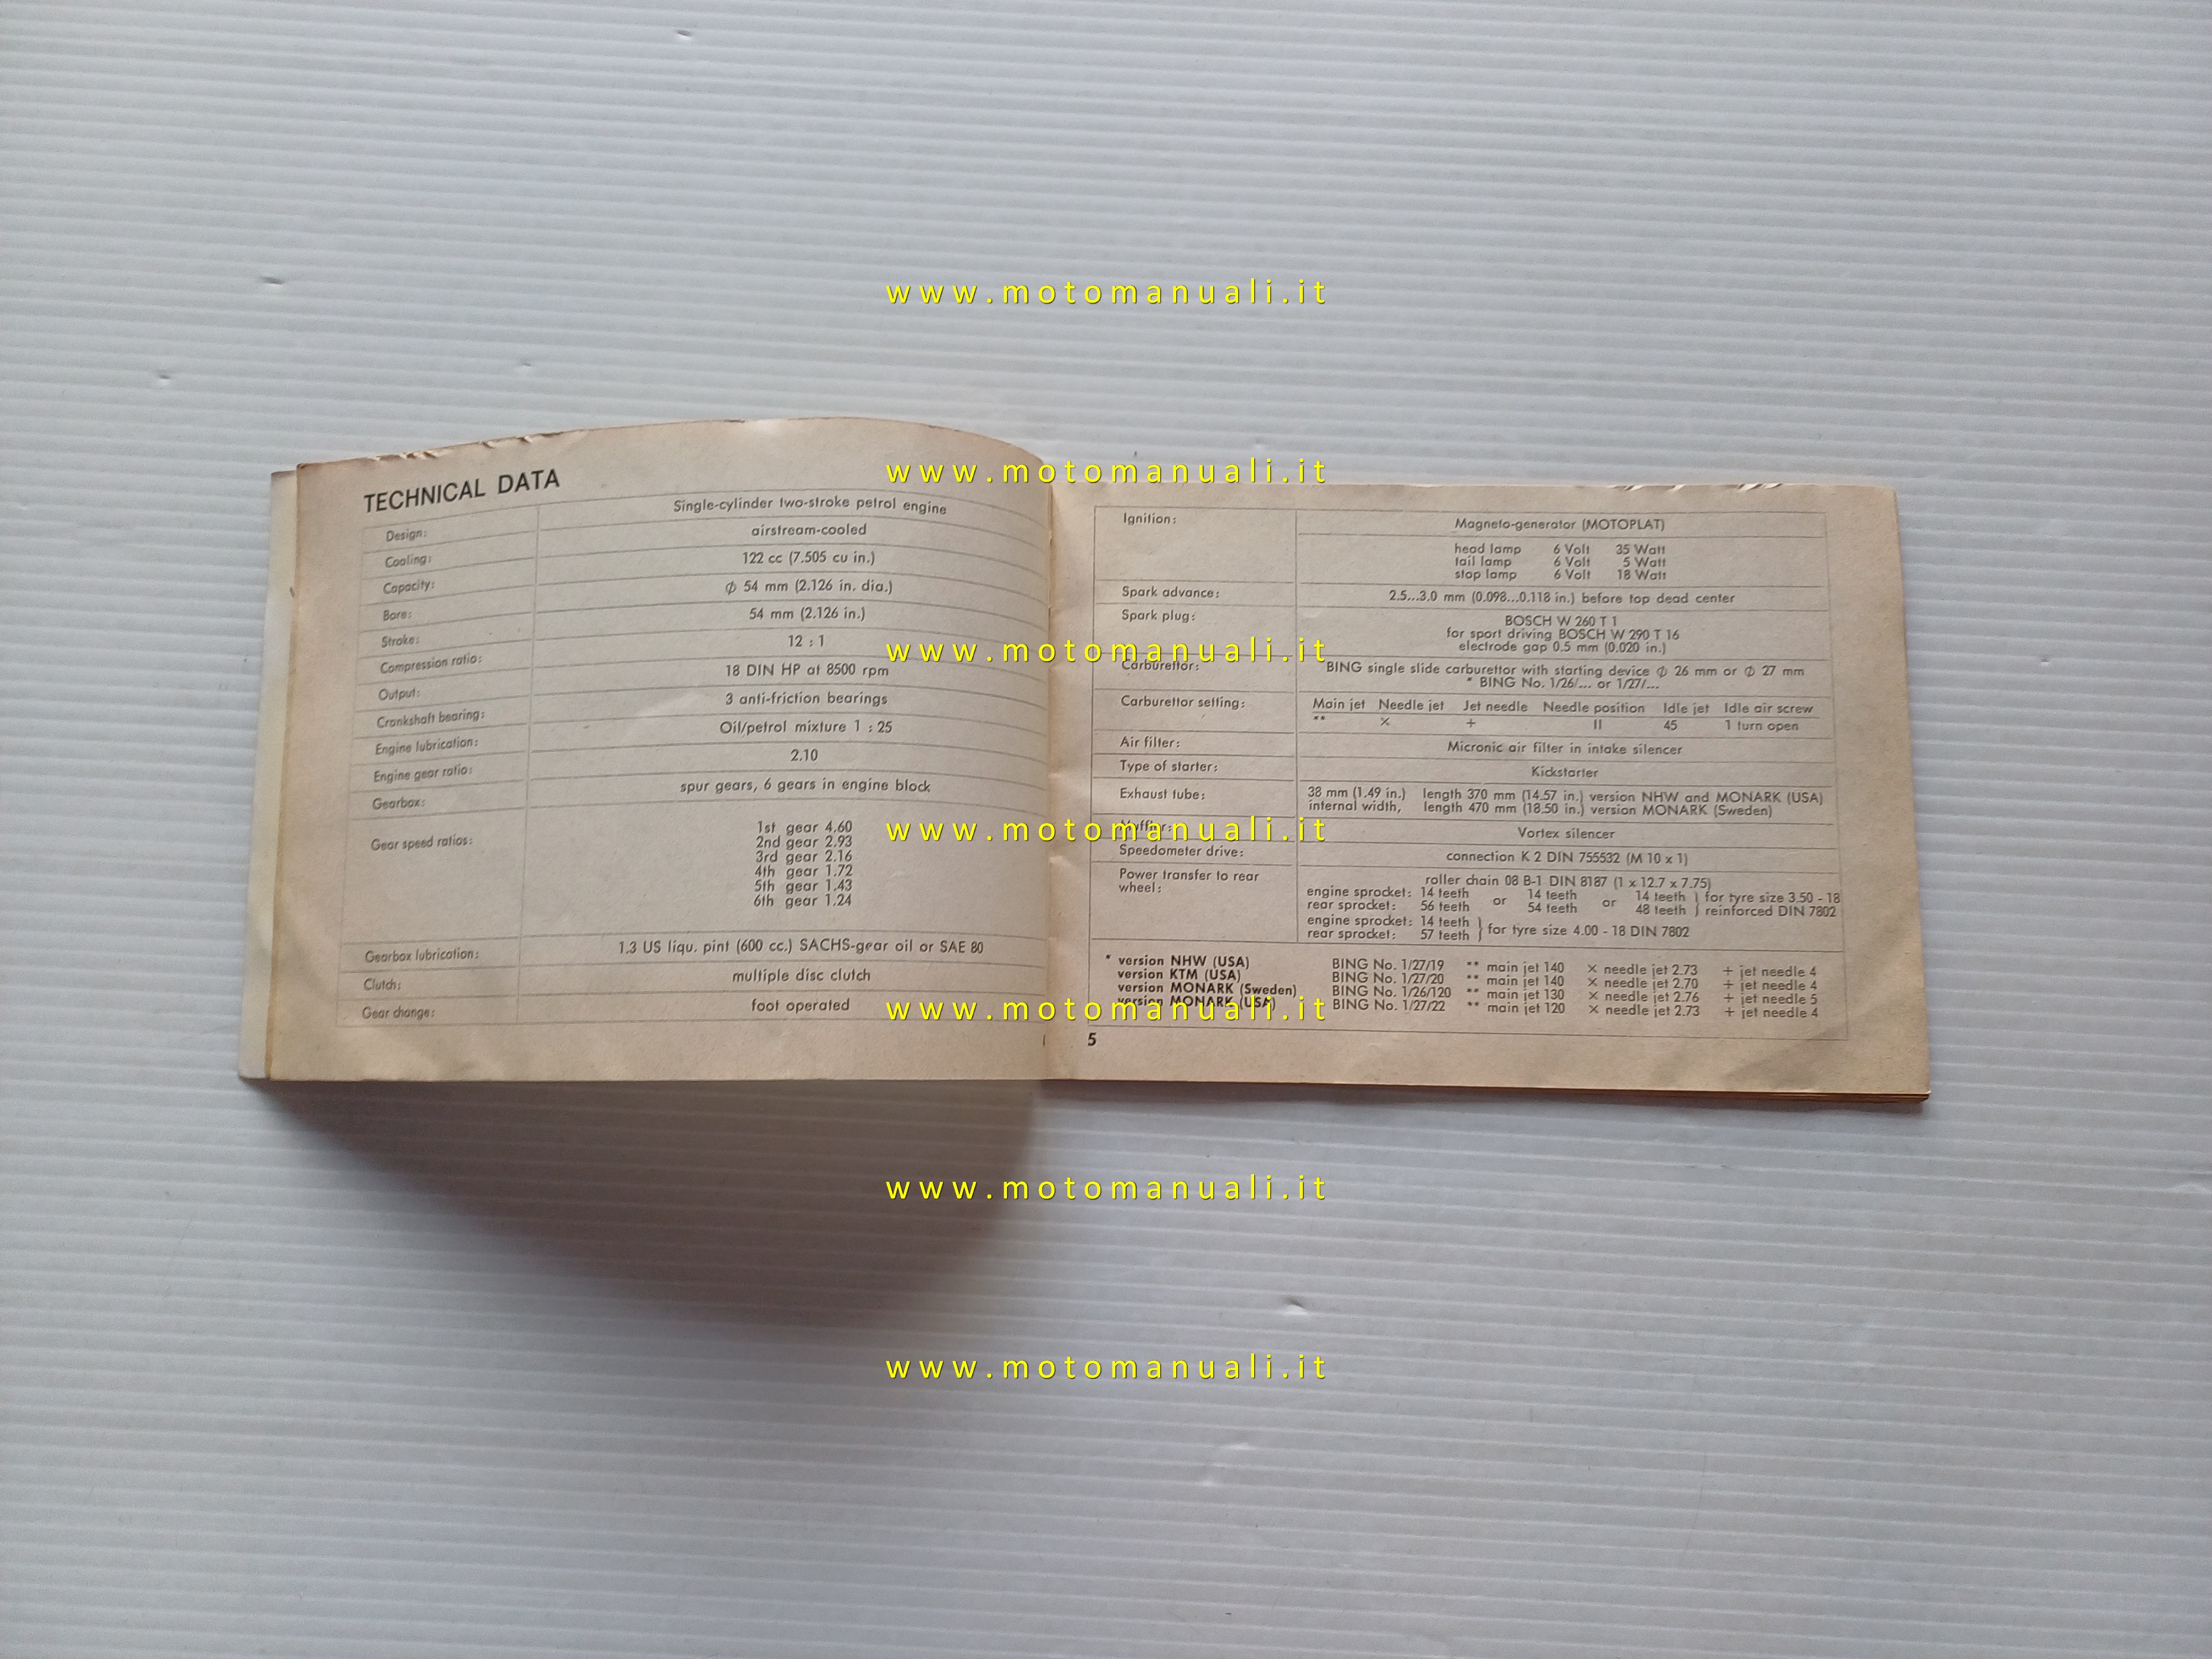 www.motomanuali.it
www.motomanuali.it
www.motomanuali.it
www.motomanuali.it
www.motomanuali.it
www.motomanuali.it
www.motomanuali.it
TECHNICAL DATA
Design: Single-cylinder two-stroke petrol engine
Cooling: airstream-cooled
Capacity: 122 cc (7.505 cu in.)
Bore: ϕ 54 mm (2.126 in. dia.)
Stroke: 54 mm (2.126 in.)
Compression ratio: 12 : 1
Output: 18 DIN HP at 8500 rpm
Crankshaft bearing: 3 anti-friction bearings
Engine lubrication: Oil/petrol mixture 1 : 25
Engine gear ratio: 2.10
Gearbox: spur gears, 6 gears in engine block
Gear speed ratios: 1st gear 4.60
2nd gear 2.93
3rd gear 2.16
4th gear 1.72
5th gear 1.43
6th gear 1.24
Gearbox lubrication: 1.3 US liqu. pint (600 cc.) SACHS-gear oil or SAE 80
Clutch: multiple disc clutch
Gear change: foot operated
Ignition: Magneto-generator (MOTOPLAT)
head lamp 6 Volt 35 Watt
tail lamp 6 Volt 5 Watt
stop lamp 6 Volt 18 Watt
Spark advance: 2.5...3.0 mm (0.098...0.118 in.) before top dead center
Spark plug: BOSCH W 260 T 1
for sport driving BOSCH W 290 T 16
electrode gap 0.5 mm (0.020 in.)
Carburettor: BING single slide carburettor with starting device ϕ 26 mm or ϕ 27 mm
* BING No. 1/26/... or 1/27/...
Carburettor setting: Main jet Needle jet Jet needle Needle position Idle jet Idle air screw
** × + II 45 1 turn open
Air filter: Micronic air filter in intake silencer
Type of starter: Kickstarter
Exhaust tube: 38 mm (1.49 in.) length 370 mm (14.57 in.) version NHW and MONARK (USA)
internal width, length 470 mm (18.50 in.) version MONARK (Sweden)
Muffler: Vortex silencer
Speedometer drive: connection K 2 DIN 755532 (M 10 x 1)
Power transfer to rear wheel: roller chain 08 B-1 DIN 8187 (1 x 12.7 x 7.75)
engine sprocket: 14 teeth or 14 teeth or 14 teeth } for tyre size 3.50 - 18
rear sprocket: 56 teeth 54 teeth 48 teeth } reinforced DIN 7802
engine sprocket: 14 teeth } for tyre size 4.00 - 18 DIN 7802
rear sprocket: 57 teeth
* version NHW (USA) BING No. 1/27/19 ** main jet 140 × needle jet 2.73 + jet needle 4
version KTM (USA) BING No. 1/27/20 ** main jet 140 × needle jet 2.70 + jet needle 4
version MONARK (Sweden) BING No. 1/26/120 ** main jet 130 × needle jet 2.76 + jet needle 5
version MONARK (USA) BING No. 1/27/22 ** main jet 120 × needle jet 2.73 + jet needle 4
5